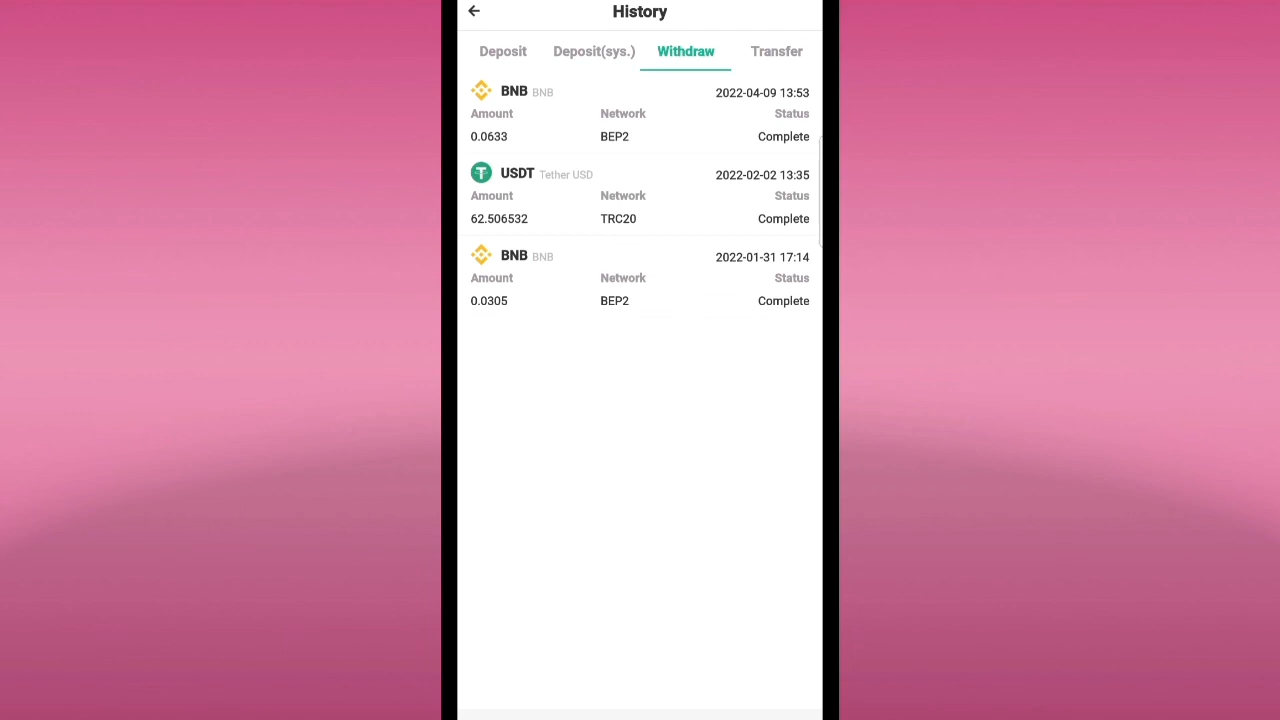 History
Deposit Deposit(sys.) Withdraw Transfer
BNB BNB 2022-04-09 13:53
Amount Network Status
0.0633 BEP2 Complete
USDT Tether USD 2022-02-02 13:35
Amount Network Status
62.506532 TRC20 Complete
BNB BNB 2022-01-31 17:14
Amount Network Status
0.0305 BEP2 Complete